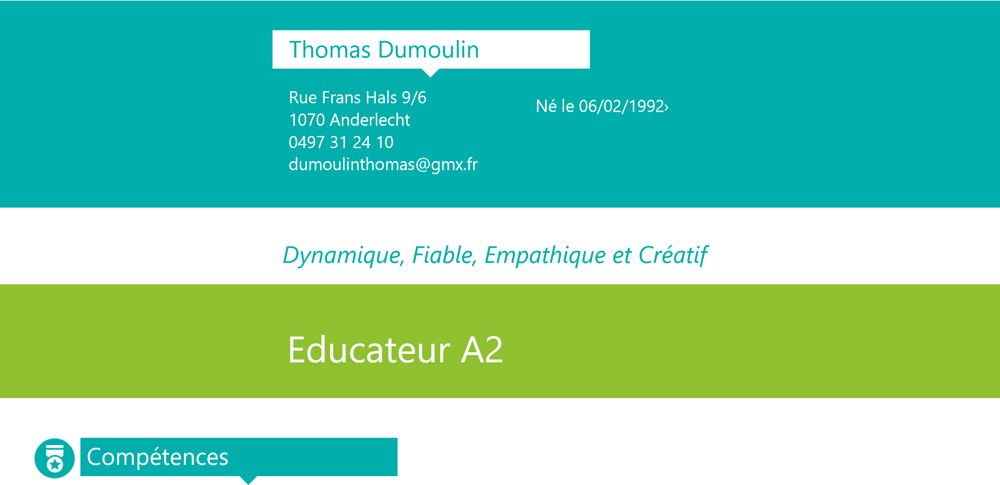 Thomas Dumoulin
Rue Frans Hals 9/6
Né le 06/02/1992›
1070 Anderlecht
0497 31 24 10
dumoulinthomas@gmx.fr
Dynamique, Fiable, Empathique et Créatif
Educateur A2
Compétences